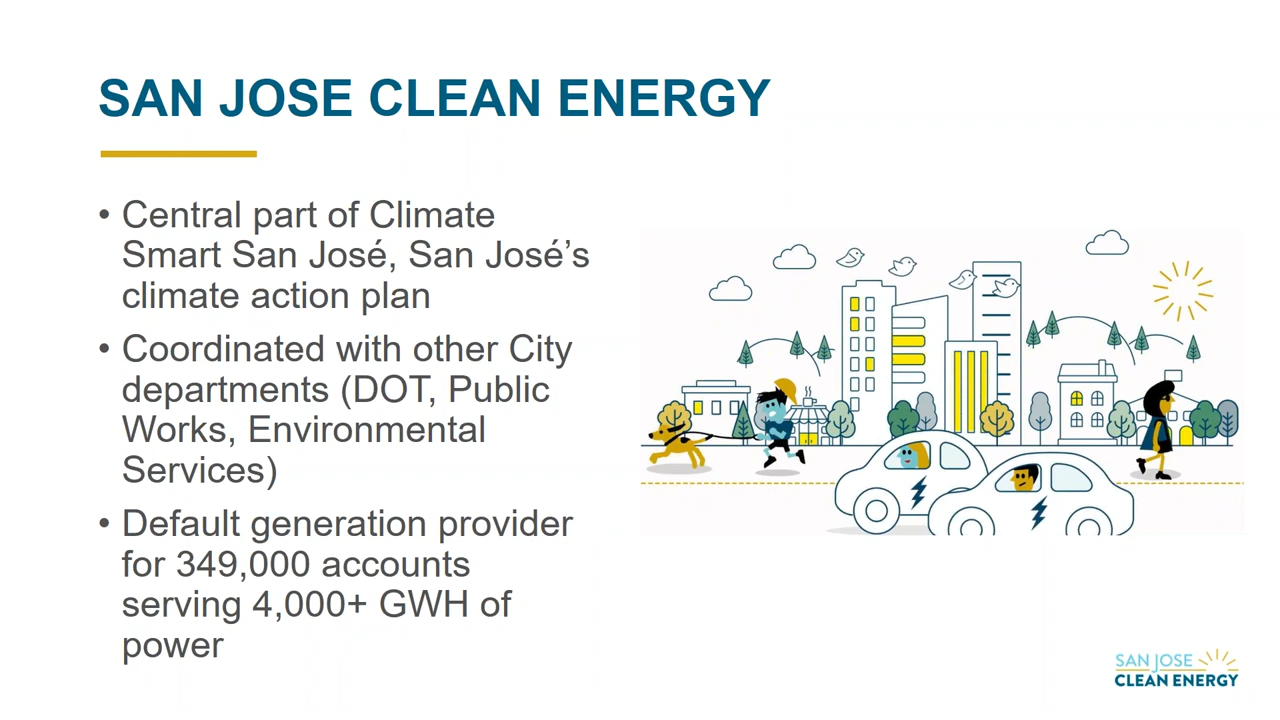 SAN JOSE CLEAN ENERGY
• Central part of Climate
Smart San José, San José’s
climate action plan
• Coordinated with other City
departments (DOT, Public
Works, Environmental
Services)
• Default generation provider
for 349,000 accounts
serving 4,000+ GWH of
power
SAN JOSE
CLEAN ENERGY